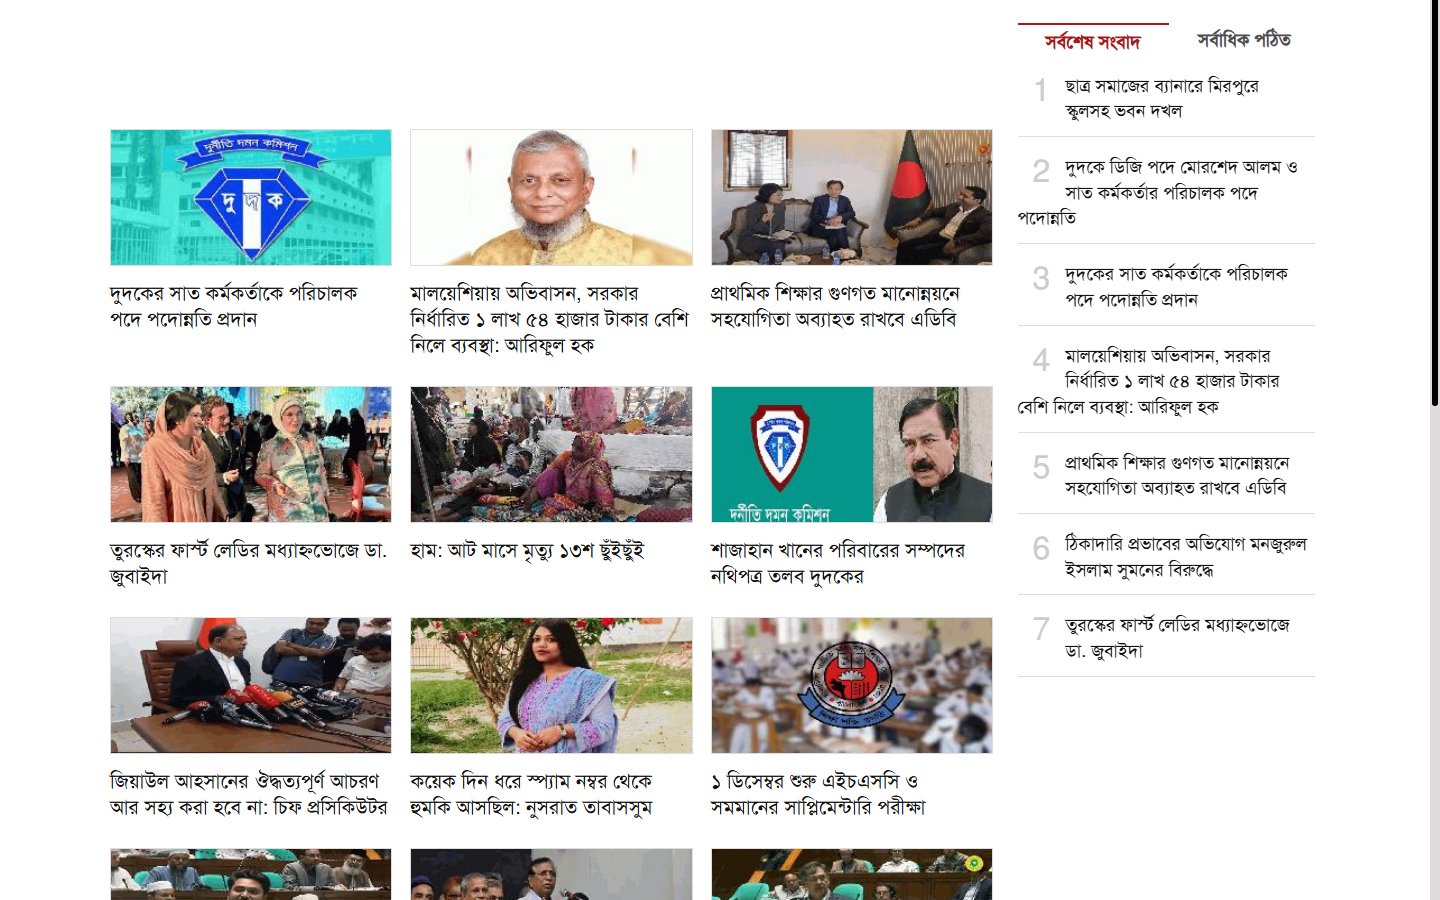 সর্বশেষ সংবাদ
সর্বাধিক পঠিত
1
ছাত্র সমাজের ব্যানারে মিরপুরে
স্কুলসহ ভবন দখল
2
দুদকে ডিজি পদে মোরশেদ আলম ও
সাত কর্মকর্তার পরিচালক পদে
পদোন্নতি
3
দুদকের সাত কর্মকর্তাকে পরিচালক
পদে পদোন্নতি প্রদান
4
মালয়েশিয়ায় অভিবাসন, সরকার
নির্ধারিত ১ লাখ ৫৪ হাজার টাকার
বেশি নিলে ব্যবস্থা: আরিফুল হক
5
প্রাথমিক শিক্ষার গুণগত মানোন্নয়নে
সহযোগিতা অব্যাহত রাখবে এডিবি
6
ঠিকাদারি প্রভাবের অভিযোগ মনজুরুল
ইসলাম সুমনের বিরুদ্ধে
7
তুরস্কের ফার্স্ট লেডির মধ্যাহ্নভোজে
ডা. জুবাইদা
দুর্নীতি দমন কমিশন
দুদক
দুদকের সাত কর্মকর্তাকে পরিচালক
পদে পদোন্নতি প্রদান
মালয়েশিয়ায় অভিবাসন, সরকার
নির্ধারিত ১ লাখ ৫৪ হাজার টাকার বেশি
নিলে ব্যবস্থা: আরিফুল হক
প্রাথমিক শিক্ষার গুণগত মানোন্নয়নে
সহযোগিতা অব্যাহত রাখবে এডিবি
তুরস্কের ফার্স্ট লেডির মধ্যাহ্নভোজে ডা.
জুবাইদা
হাম: আট মাসে মৃত্যু ১৩শ ছুঁইছুঁই
দুর্নীতি দমন কমিশন
শাজাহান খানের পরিবারের সম্পদের
নথিপত্র তলব দুদকের
জিয়াউল আহসানের ঔদ্ধত্যপূর্ণ আচরণ
আর সহ্য করা হবে না: চিফ প্রসিকিউটর
কয়েক দিন ধরে স্প্যাম নম্বর থেকে
হুমকি আসছিল: নুসরাত তাবাসসুম
১ ডিসেম্বর শুরু এইচএসসি ও
সমমানের সাপ্লিমেন্টারি পরীক্ষা